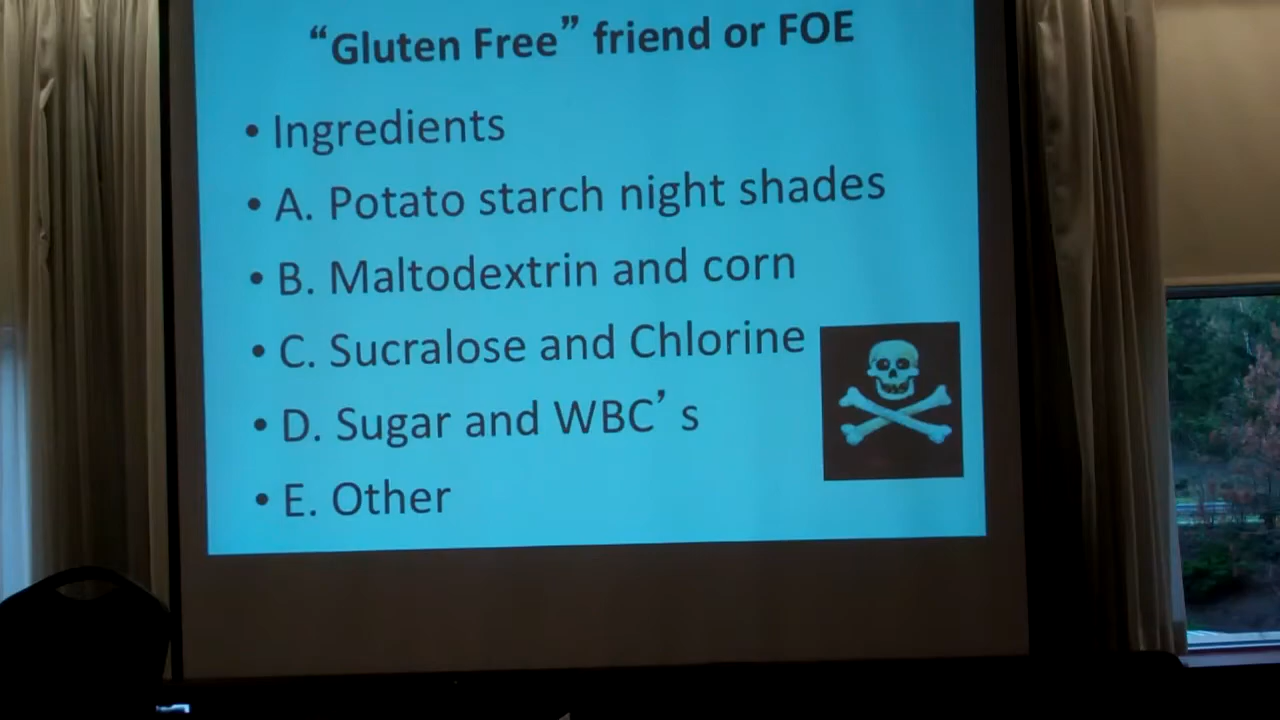 “Gluten Free” friend or FOE
• Ingredients
• A. Potato starch night shades
• B. Maltodextrin and corn
• C. Sucralose and Chlorine
• D. Sugar and WBC’s
• E. Other